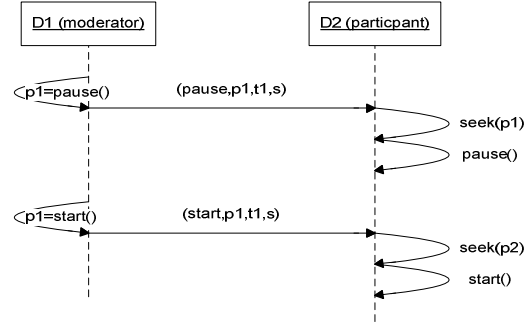 D1 (moderator)
D2 (particpant)
p1=pause()
(pause,p1,t1,s)
seek(p1)
pause()
p1=start()
(start,p1,t1,s)
seek(p2)
start()